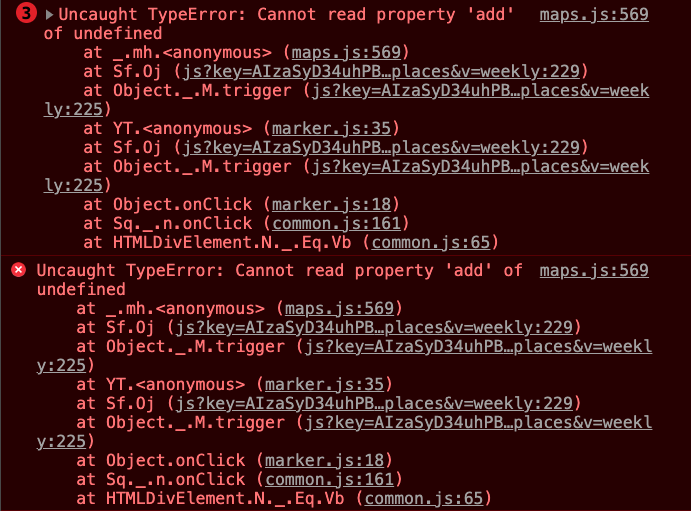 3 ▶Uncaught TypeError: Cannot read property 'add' maps.js:569
of undefined
at _.mh.<anonymous> (maps.js:569)
at Sf.Oj (js?key=AIzaSyD34uhPB…places&v=weekly:229)
at Object._.M.trigger (js?key=AIzaSyD34uhPB…places&v=week
ly:225)
at YT.<anonymous> (marker.js:35)
at Sf.Oj (js?key=AIzaSyD34uhPB…places&v=weekly:229)
at Object._.M.trigger (js?key=AIzaSyD34uhPB…places&v=week
ly:225)
at Object.onClick (marker.js:18)
at Sq._.n.onClick (common.js:161)
at HTMLDivElement.N._.Eq.Vb (common.js:65)
Uncaught TypeError: Cannot read property 'add' of maps.js:569
undefined
at _.mh.<anonymous> (maps.js:569)
at Sf.Oj (js?key=AIzaSyD34uhPB…places&v=weekly:229)
at Object._.M.trigger (js?key=AIzaSyD34uhPB…places&v=weekl
y:225)
at YT.<anonymous> (marker.js:35)
at Sf.Oj (js?key=AIzaSyD34uhPB…places&v=weekly:229)
at Object._.M.trigger (js?key=AIzaSyD34uhPB…places&v=weekl
y:225)
at Object.onClick (marker.js:18)
at Sq._.n.onClick (common.js:161)
at HTMLDivElement.N._.Eq.Vb (common.js:65)